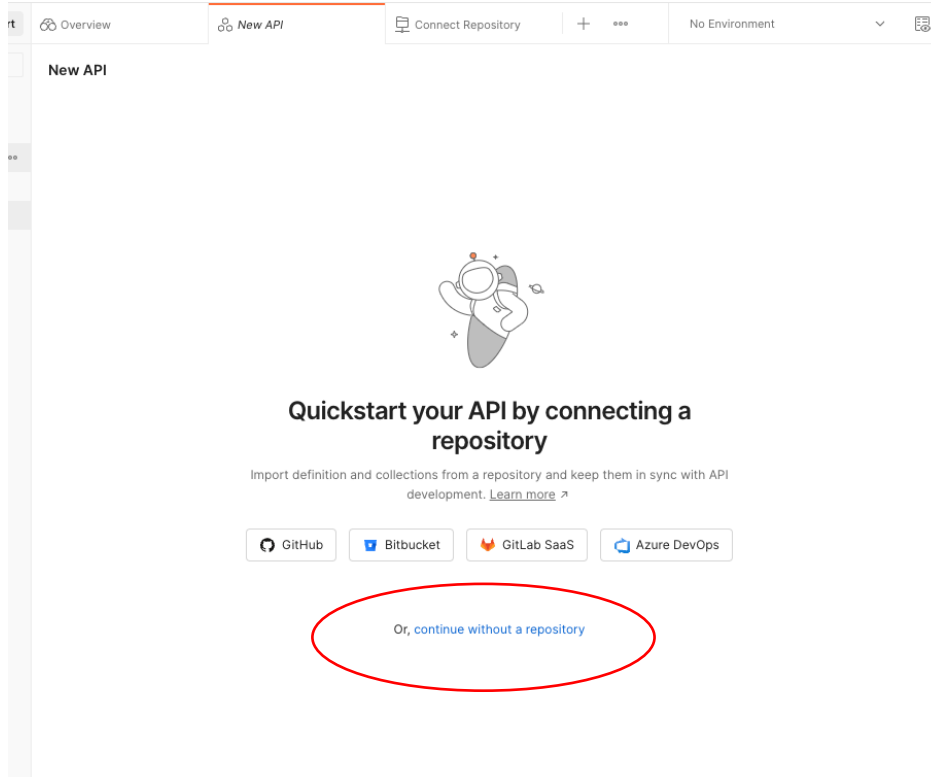 rt
Overview
New API
Connect Repository
No Environment
New API
Quickstart your API by connecting a
repository
Import definition and collections from a repository and keep them in sync with API
development. Learn more ↗
GitHub
Bitbucket
GitLab SaaS
Azure DevOps
Or, continue without a repository